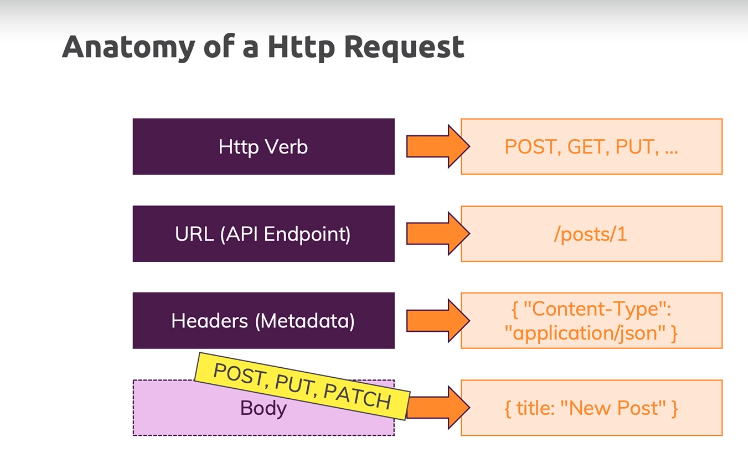 Anatomy of a Http Request
Http Verb
POST, GET, PUT, ...
URL (API Endpoint)
/posts/1
Headers (Metadata)
{ "Content-Type":
"application/json" }
POST, PUT, PATCH
Body
{ title: "New Post" }